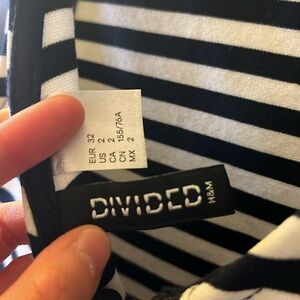 EUR 32
US 2
CA 2
CN 155/76A
MX 2
DIVIDED
H&M